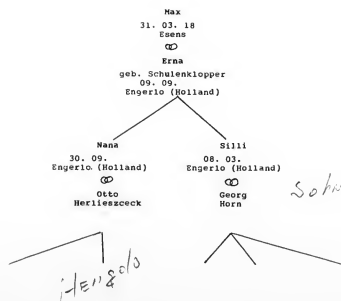 Max
31. 03. 18
Esens
Erna
geb. Schulenklopper
09. 09.
Engerlo (Holland)
Nana
30. 09.
Engerlo (Holland)
Otto
Herlieszceck
Silli
08. 03.
Engerlo (Holland)
Georg
Horn